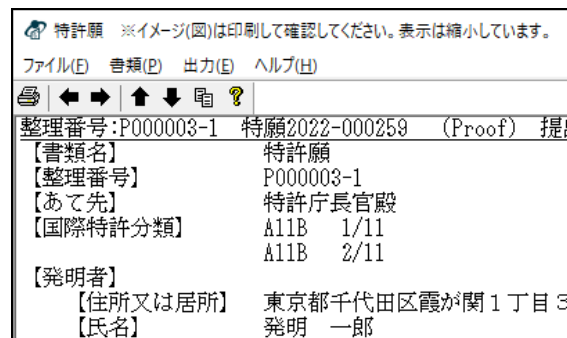 特許願　※イメージ(図)は印刷して確認してください。表示は縮小しています。
ファイル(F)　書類(P)　出力(E)　ヘルプ(H)
整理番号:P000003-1　特願2022-000259　(Proof)　提
【書類名】　特許願
【整理番号】　P000003-1
【あて先】　特許庁長官殿
【国際特許分類】　A11B　1/11
A11B　2/11
【発明者】
【住所又は居所】　東京都千代田区霞が関１丁目３
【氏名】　発明　一郎